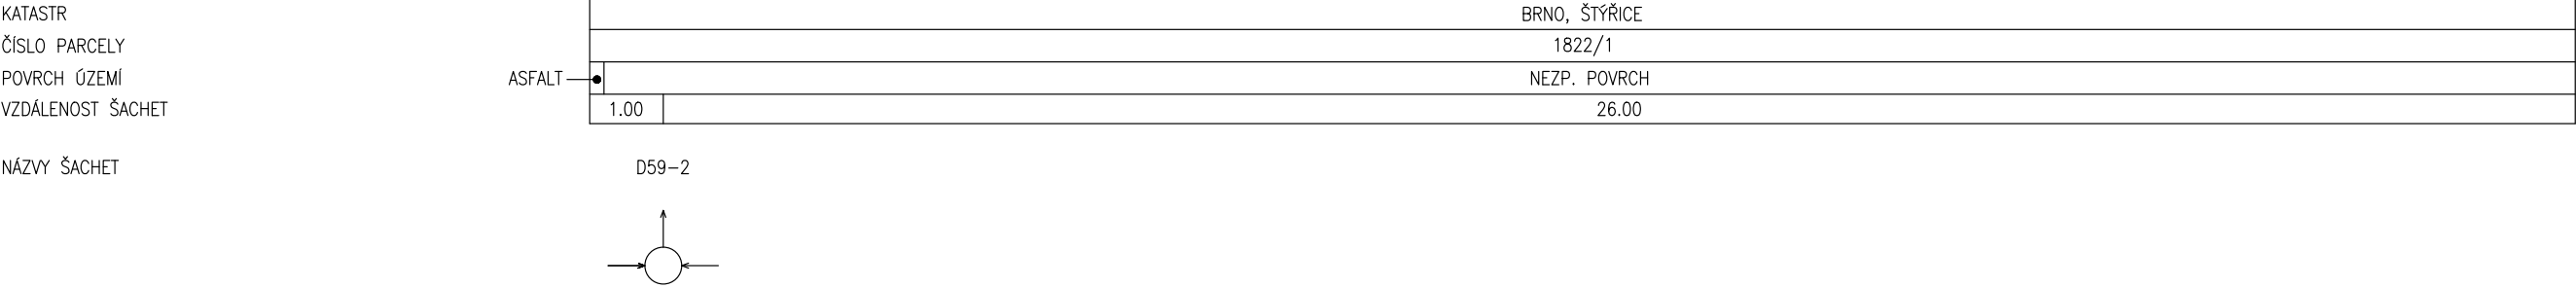 KATASTR BRNO, ŠTÝŘICE
ČÍSLO PARCELY 1822/1
POVRCH ÚZEMÍ ASFALT NEZP. POVRCH
VZDÁLENOST ŠACHET 1.00 26.00
NÁZVY ŠACHET D59-2